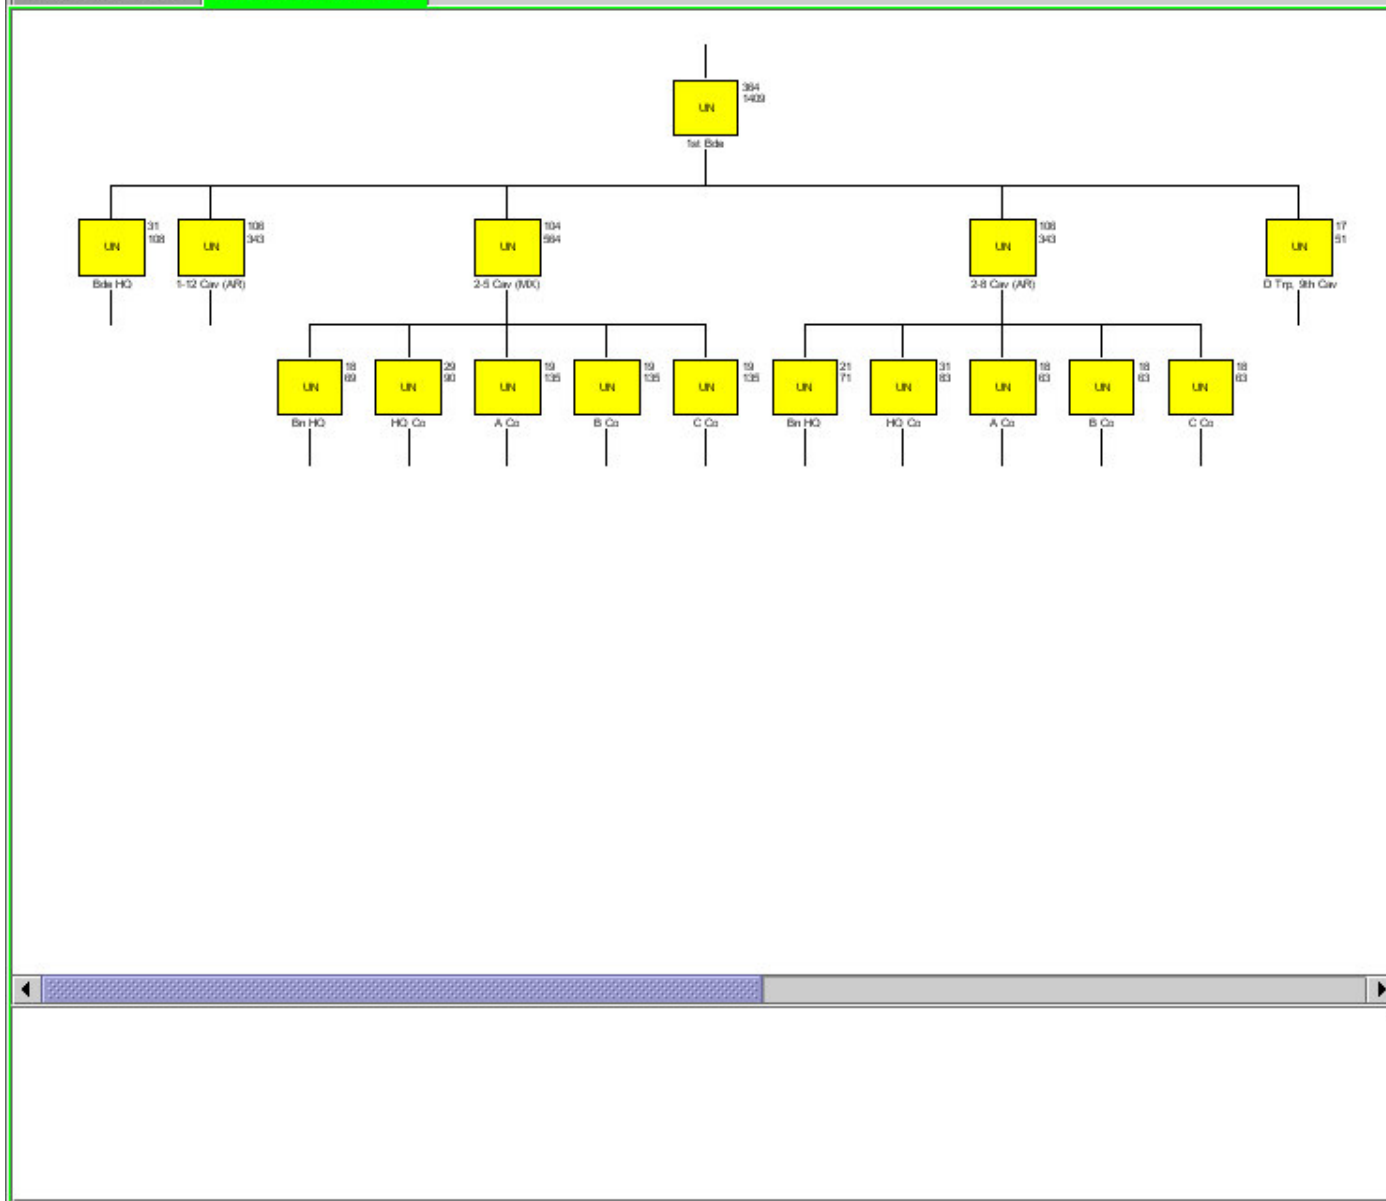 364
1409
UN
1st Bde
31
108
UN
Bde HQ
106
343
UN
1-12 Cav (AR)
104
564
UN
2-5 Cav (MX)
106
343
UN
2-8 Cav (AR)
17
51
UN
D Trp, 9th Cav
18
69
UN
Bn HQ
29
90
UN
HQ Co
19
135
UN
A Co
19
135
UN
B Co
19
135
UN
C Co
21
71
UN
Bn HQ
31
83
UN
HQ Co
18
63
UN
A Co
18
63
UN
B Co
18
63
UN
C Co